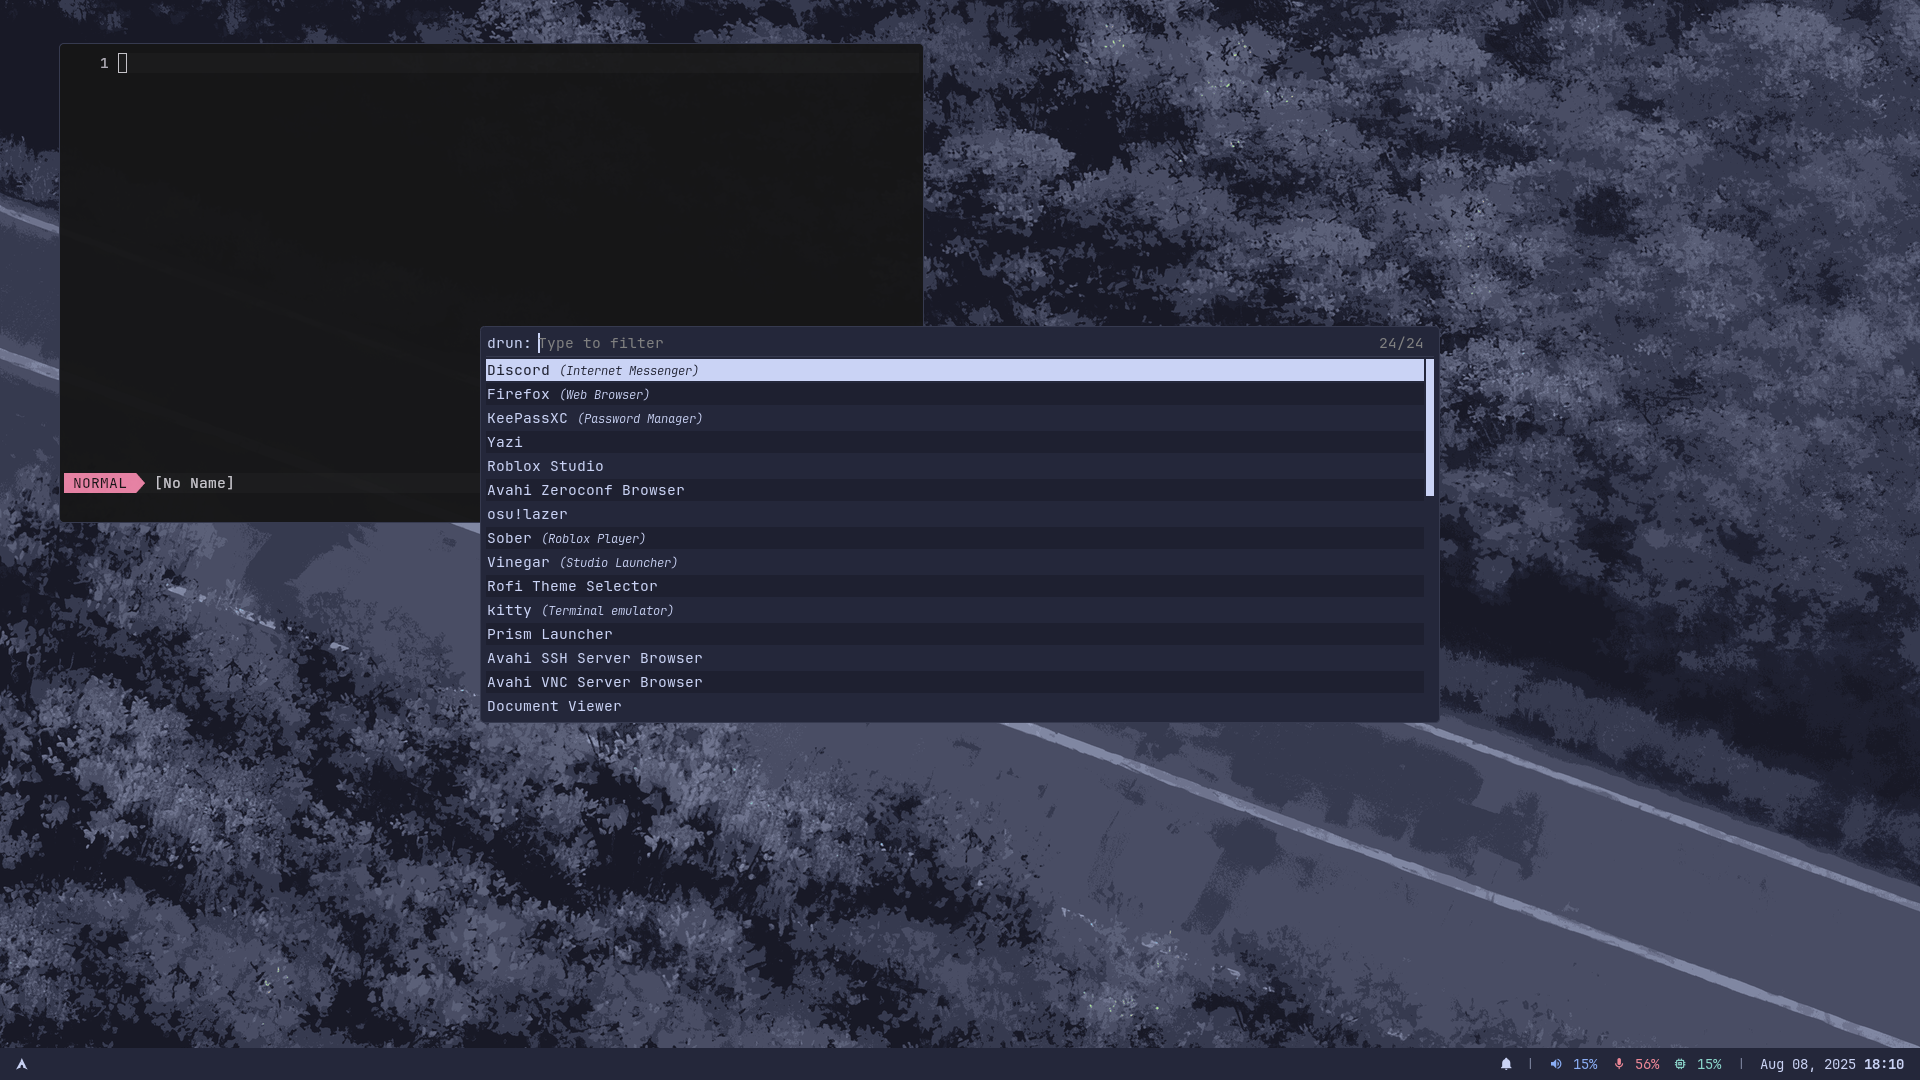 1
NORMAL [No Name]
drun: Type to filter 24/24
Discord (Internet Messenger)
Firefox (Web Browser)
KeePassXC (Password Manager)
Yazi
Roblox Studio
Avahi Zeroconf Browser
osu!lazer
Sober (Roblox Player)
Vinegar (Studio Launcher)
Rofi Theme Selector
kitty (Terminal emulator)
Prism Launcher
Avahi SSH Server Browser
Avahi VNC Server Browser
Document Viewer
| 15% 56% 15% | Aug 08, 2025 18:10